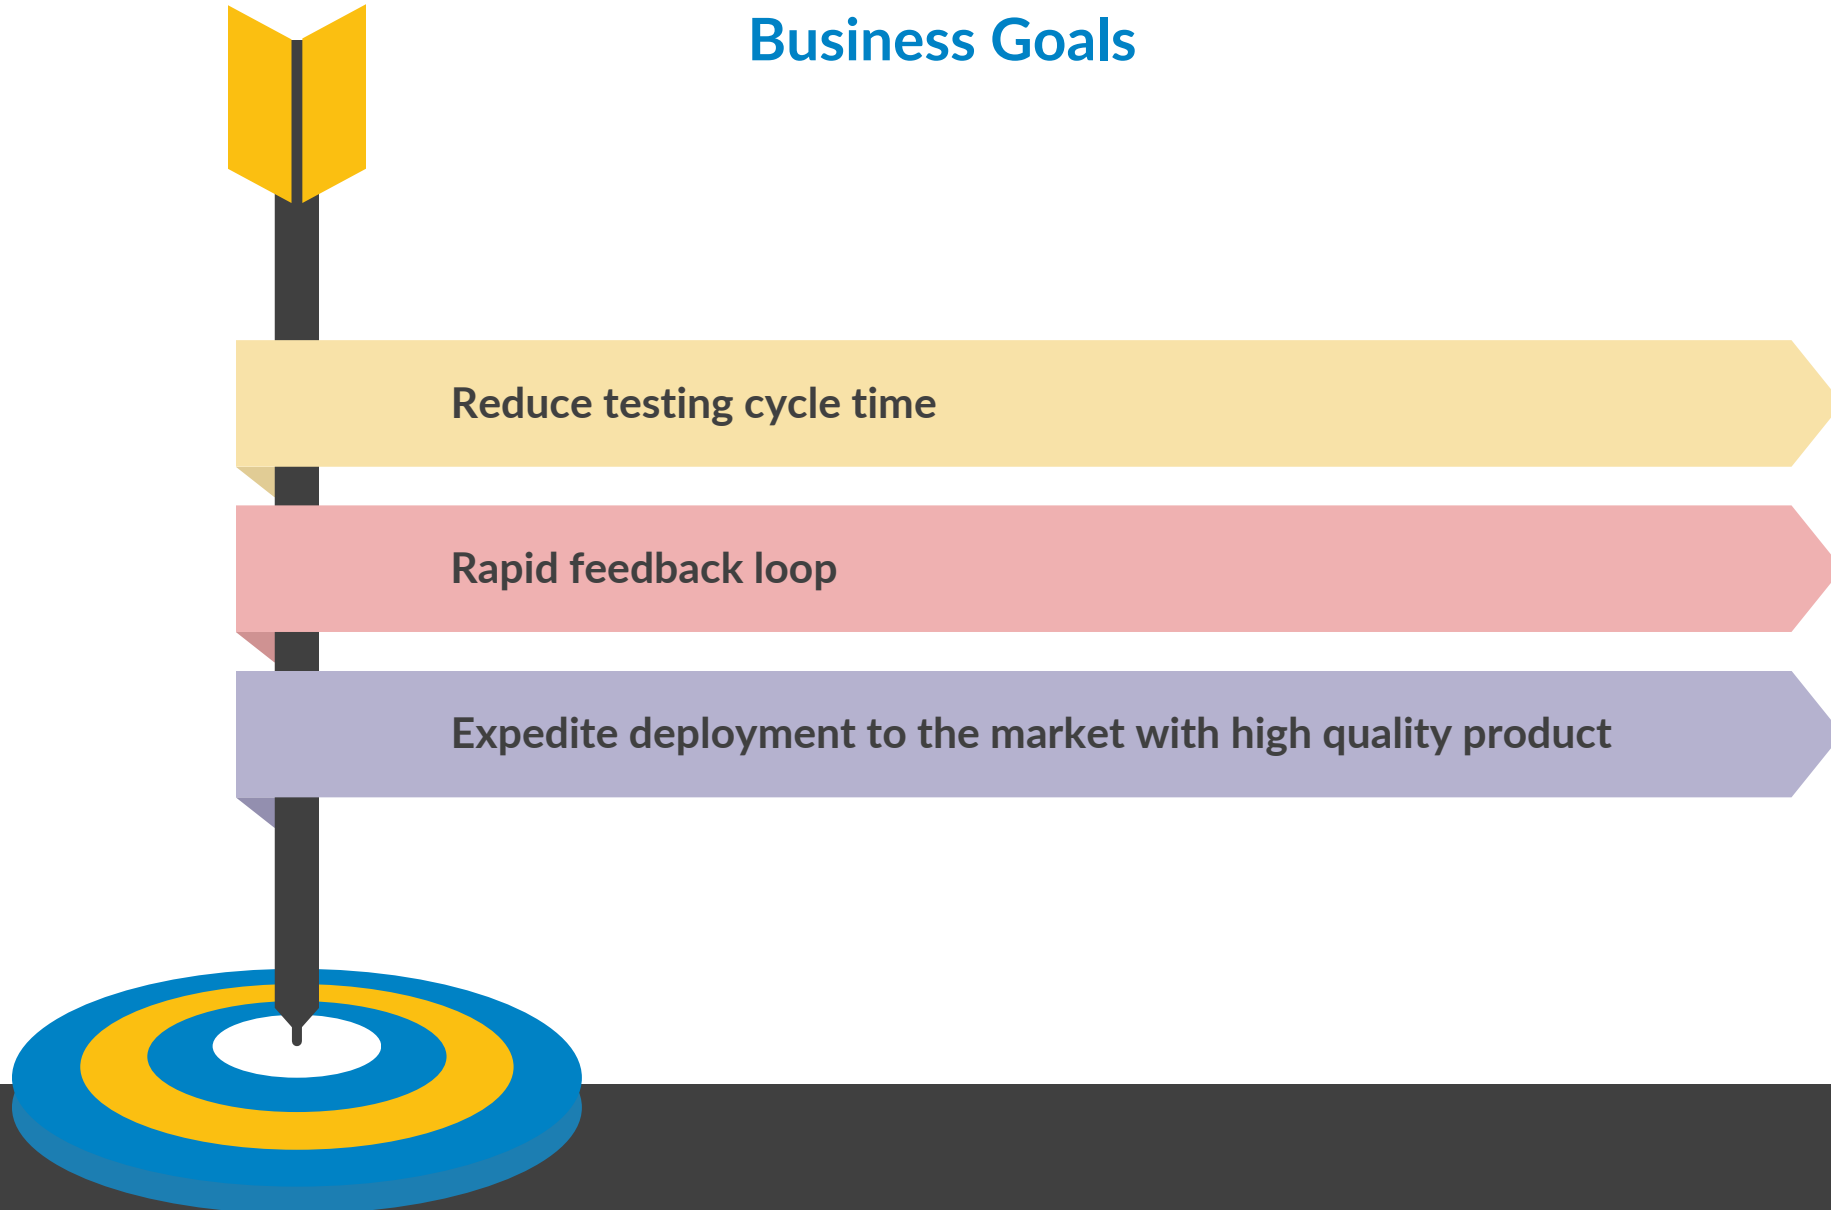 Business Goals
Reduce testing cycle time
Rapid feedback loop
Expedite deployment to the market with high quality product